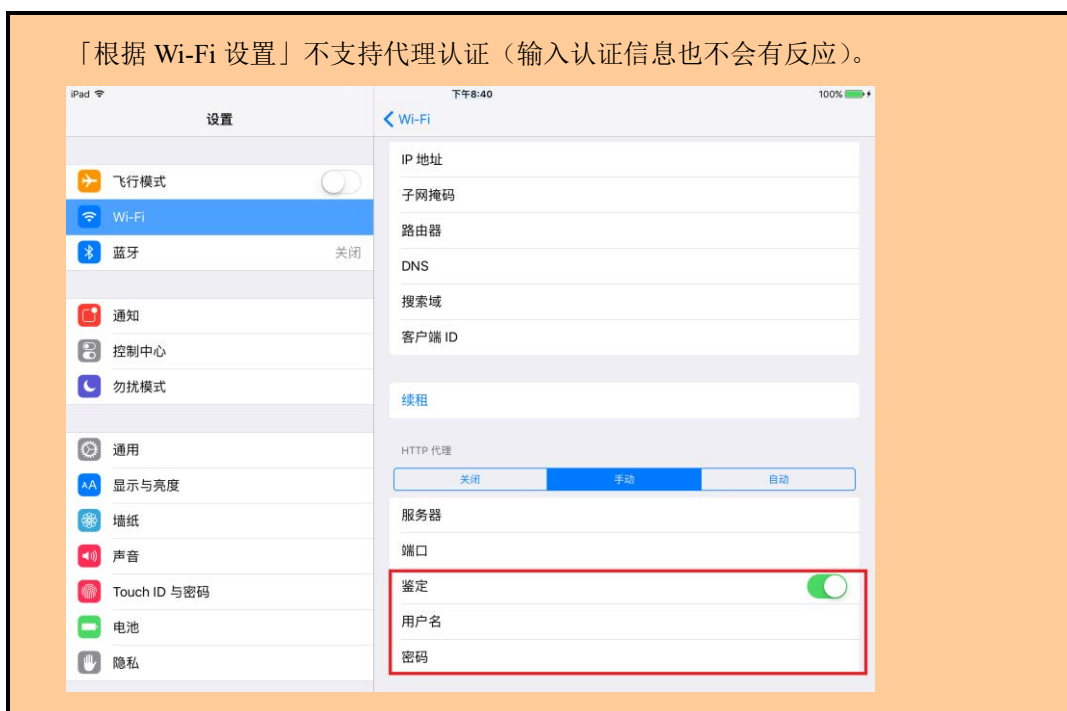 「根据 Wi-Fi 设置」不支持代理认证（输入认证信息也不会有反应）。
iPad
下午8:40
100%
设置
Wi-Fi
飞行模式
Wi-Fi
蓝牙
关闭
通知
控制中心
勿扰模式
通用
AA
显示与亮度
墙纸
声音
Touch ID 与密码
电池
隐私
IP 地址
子网掩码
路由器
DNS
搜索域
客户端 ID
续租
HTTP 代理
关闭
手动
自动
服务器
端口
鉴定
用户名
密码